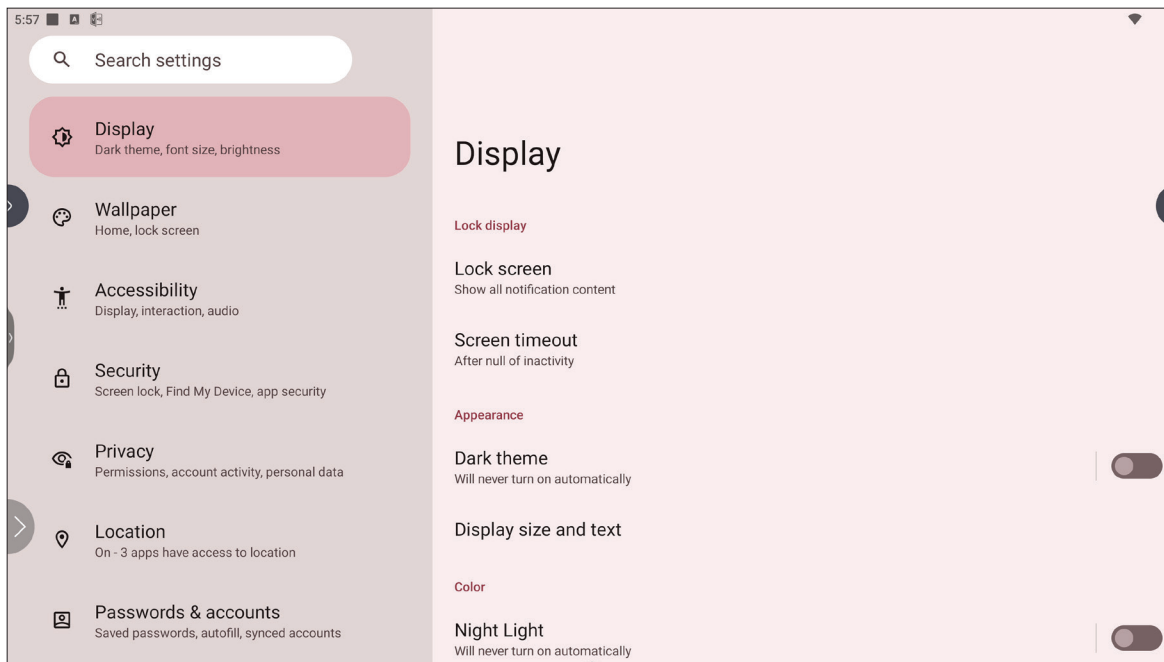 5:57
Search settings
Display
Dark theme, font size, brightness
Wallpaper
Home, lock screen
Accessibility
Display, interaction, audio
Security
Screen lock, Find My Device, app security
Privacy
Permissions, account activity, personal data
Location
On - 3 apps have access to location
Passwords & accounts
Saved passwords, autofill, synced accounts
Display
Lock display
Lock screen
Show all notification content
Screen timeout
After null of inactivity
Appearance
Dark theme
Will never turn on automatically
Display size and text
Color
Night Light
Will never turn on automatically